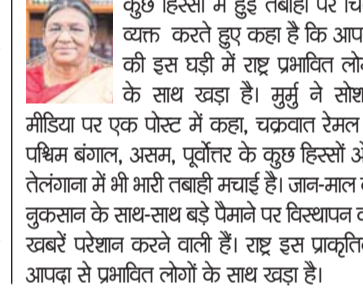 कुछ हिस्सों में हुई तबाही पर
व्यक्त करते हुए कहा है कि
की इस घड़ी में राष्ट्र प्रभावित
के साथ खड़ा है। मुर्मु ने
मीडिया पर एक पोस्ट में कहा, चक्रवात रेमल
पश्चिम बंगाल, असम, पूर्वोत्तर के कुछ हिस्सों
तेलंगाना में भी भारी तबाही मचाई है। जान-माल
नुकसान के साथ-साथ बड़े पैमाने पर विस्थापन
खबरें परेशान करने वाली हैं। राष्ट्र इस
आपदा से प्रभावित लोगों के साथ खड़ा है।